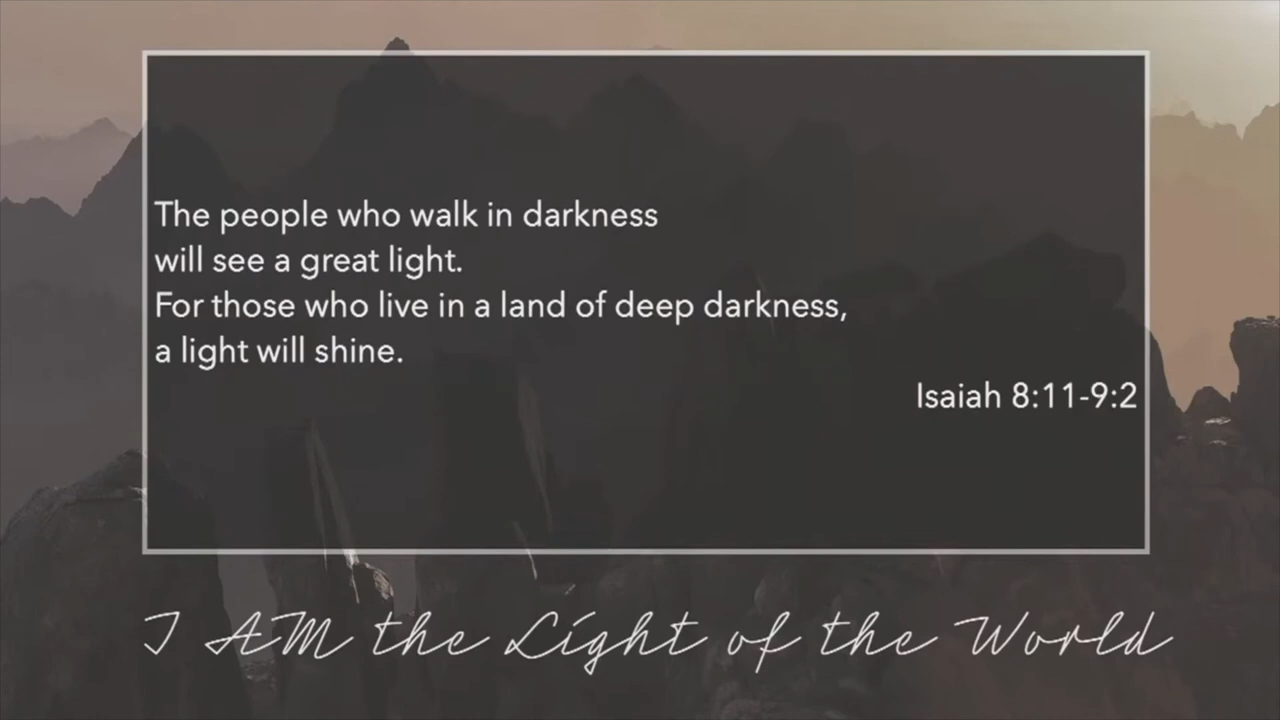 The people who walk in darkness
will see a great light.
For those who live in a land of deep darkness,
a light will shine.
Isaiah 8:11-9:2
I AM the Light of the World